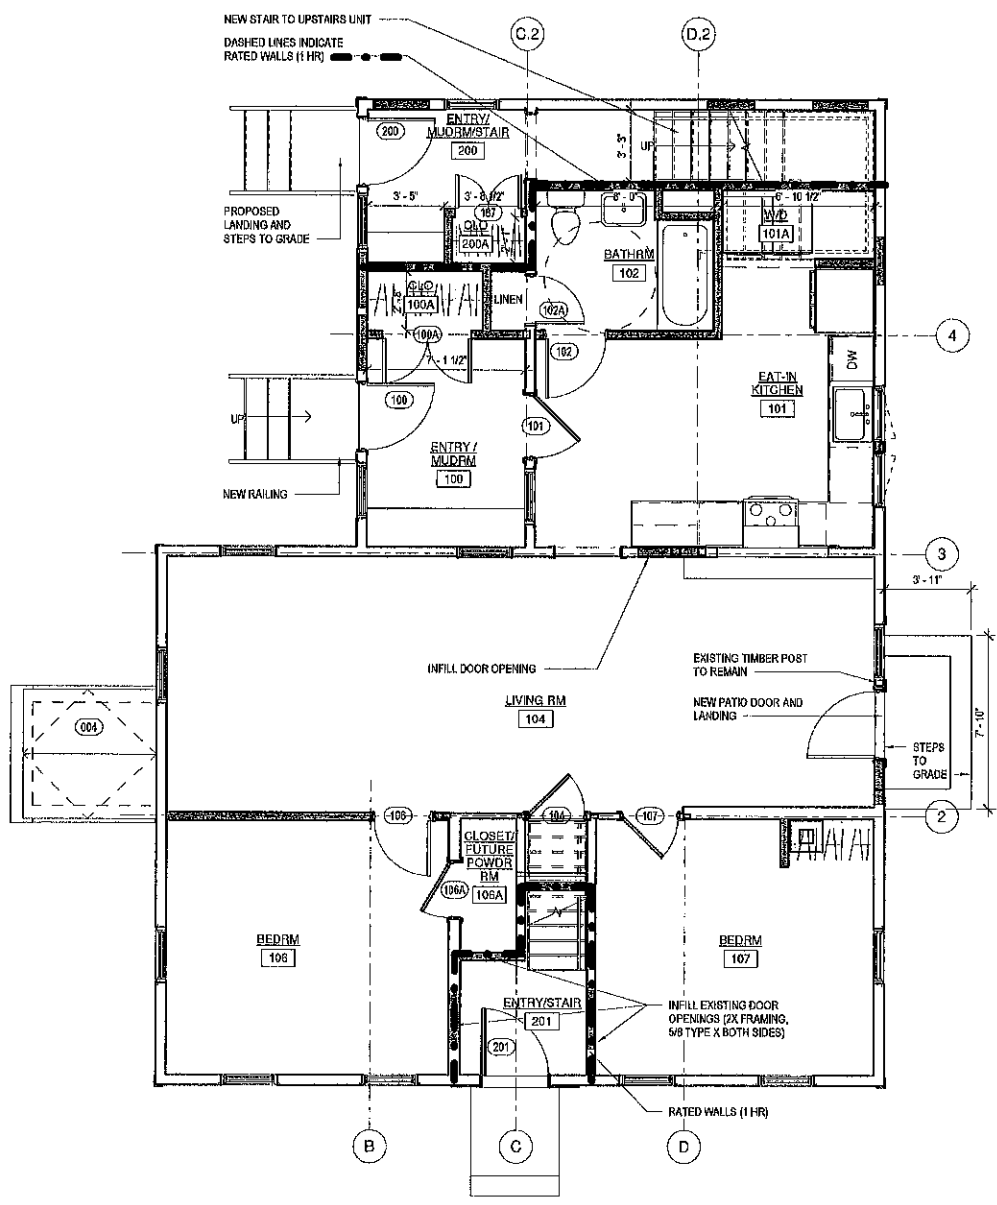 NEW STAIR TO UPSTAIRS UNIT
DASHED LINES INDICATE
RATED WALLS (1 HR)
C.2
D.2
200
ENTRY/
MUDRM/STAIR
200
UP
3' - 3"
PROPOSED
LANDING AND
STEPS TO GRADE
3' - 5"
3' - 8 1/2"
8' - 0"
6' - 10 1/2"
167
CLO
200A
W/D
101A
BATHRM
102
CLO
100A
LINEN
102A
100A
102
4
7' - 1 1/2"
DW
EAT-IN
KITCHEN
101
100
UP
101
ENTRY /
MUDRM
100
NEW RAILING
3
3' - 11"
INFILL DOOR OPENING
EXISTING TIMBER POST
TO REMAIN
LIVING RM
104
NEW PATIO DOOR AND
LANDING
004
7' - 10"
STEPS
TO
GRADE
106
104
107
2
CLOSET/
FUTURE
POWDR
RM
106A
106A
BEDRM
106
BEDRM
107
ENTRY/STAIR
201
INFILL EXISTING DOOR
OPENINGS (2X FRAMING,
5/8 TYPE X BOTH SIDES)
201
RATED WALLS (1 HR)
B
C
D